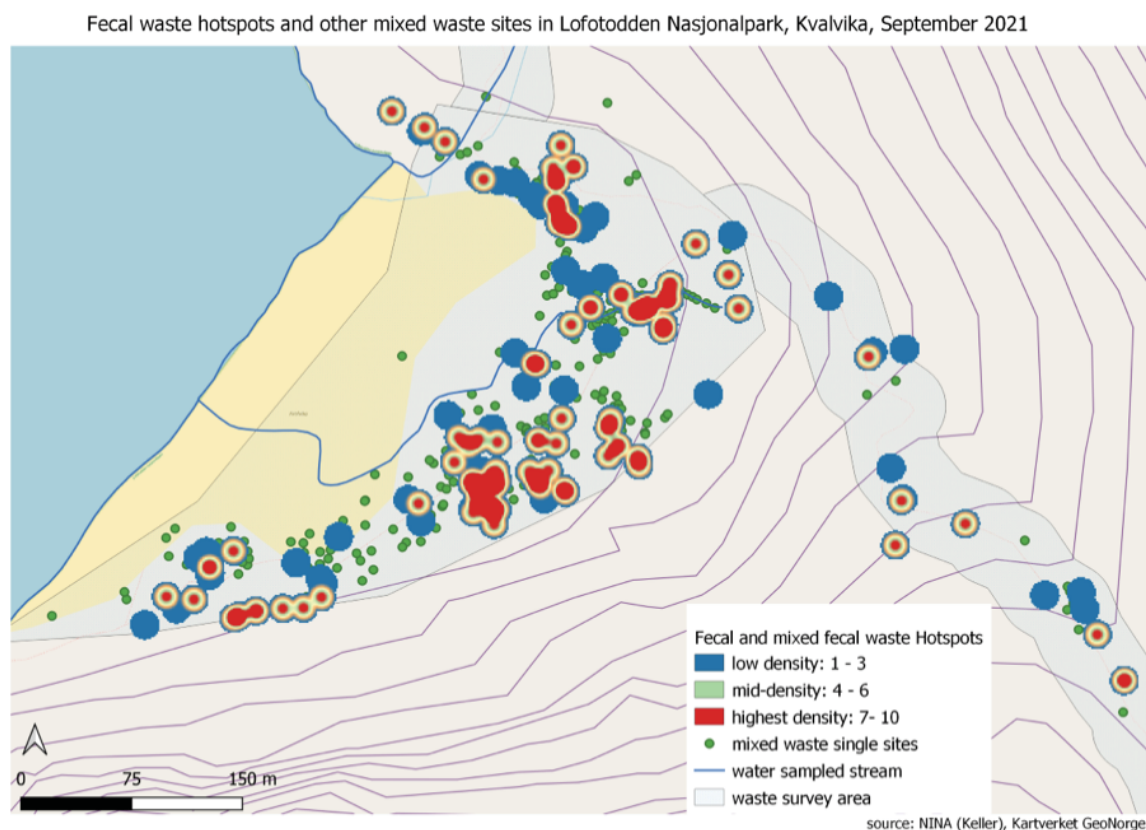 Fecal waste hotspots and other mixed waste sites in Lofotodden Nasjonalpark, Kvalvika, September 2021
Fecal and mixed fecal waste Hotspots
low density: 1 - 3
mid-density: 4 - 6
highest density: 7- 10
mixed waste single sites
water sampled stream
waste survey area
0 75 150 m
source: NINA (Keller), Kartverket GeoNorge